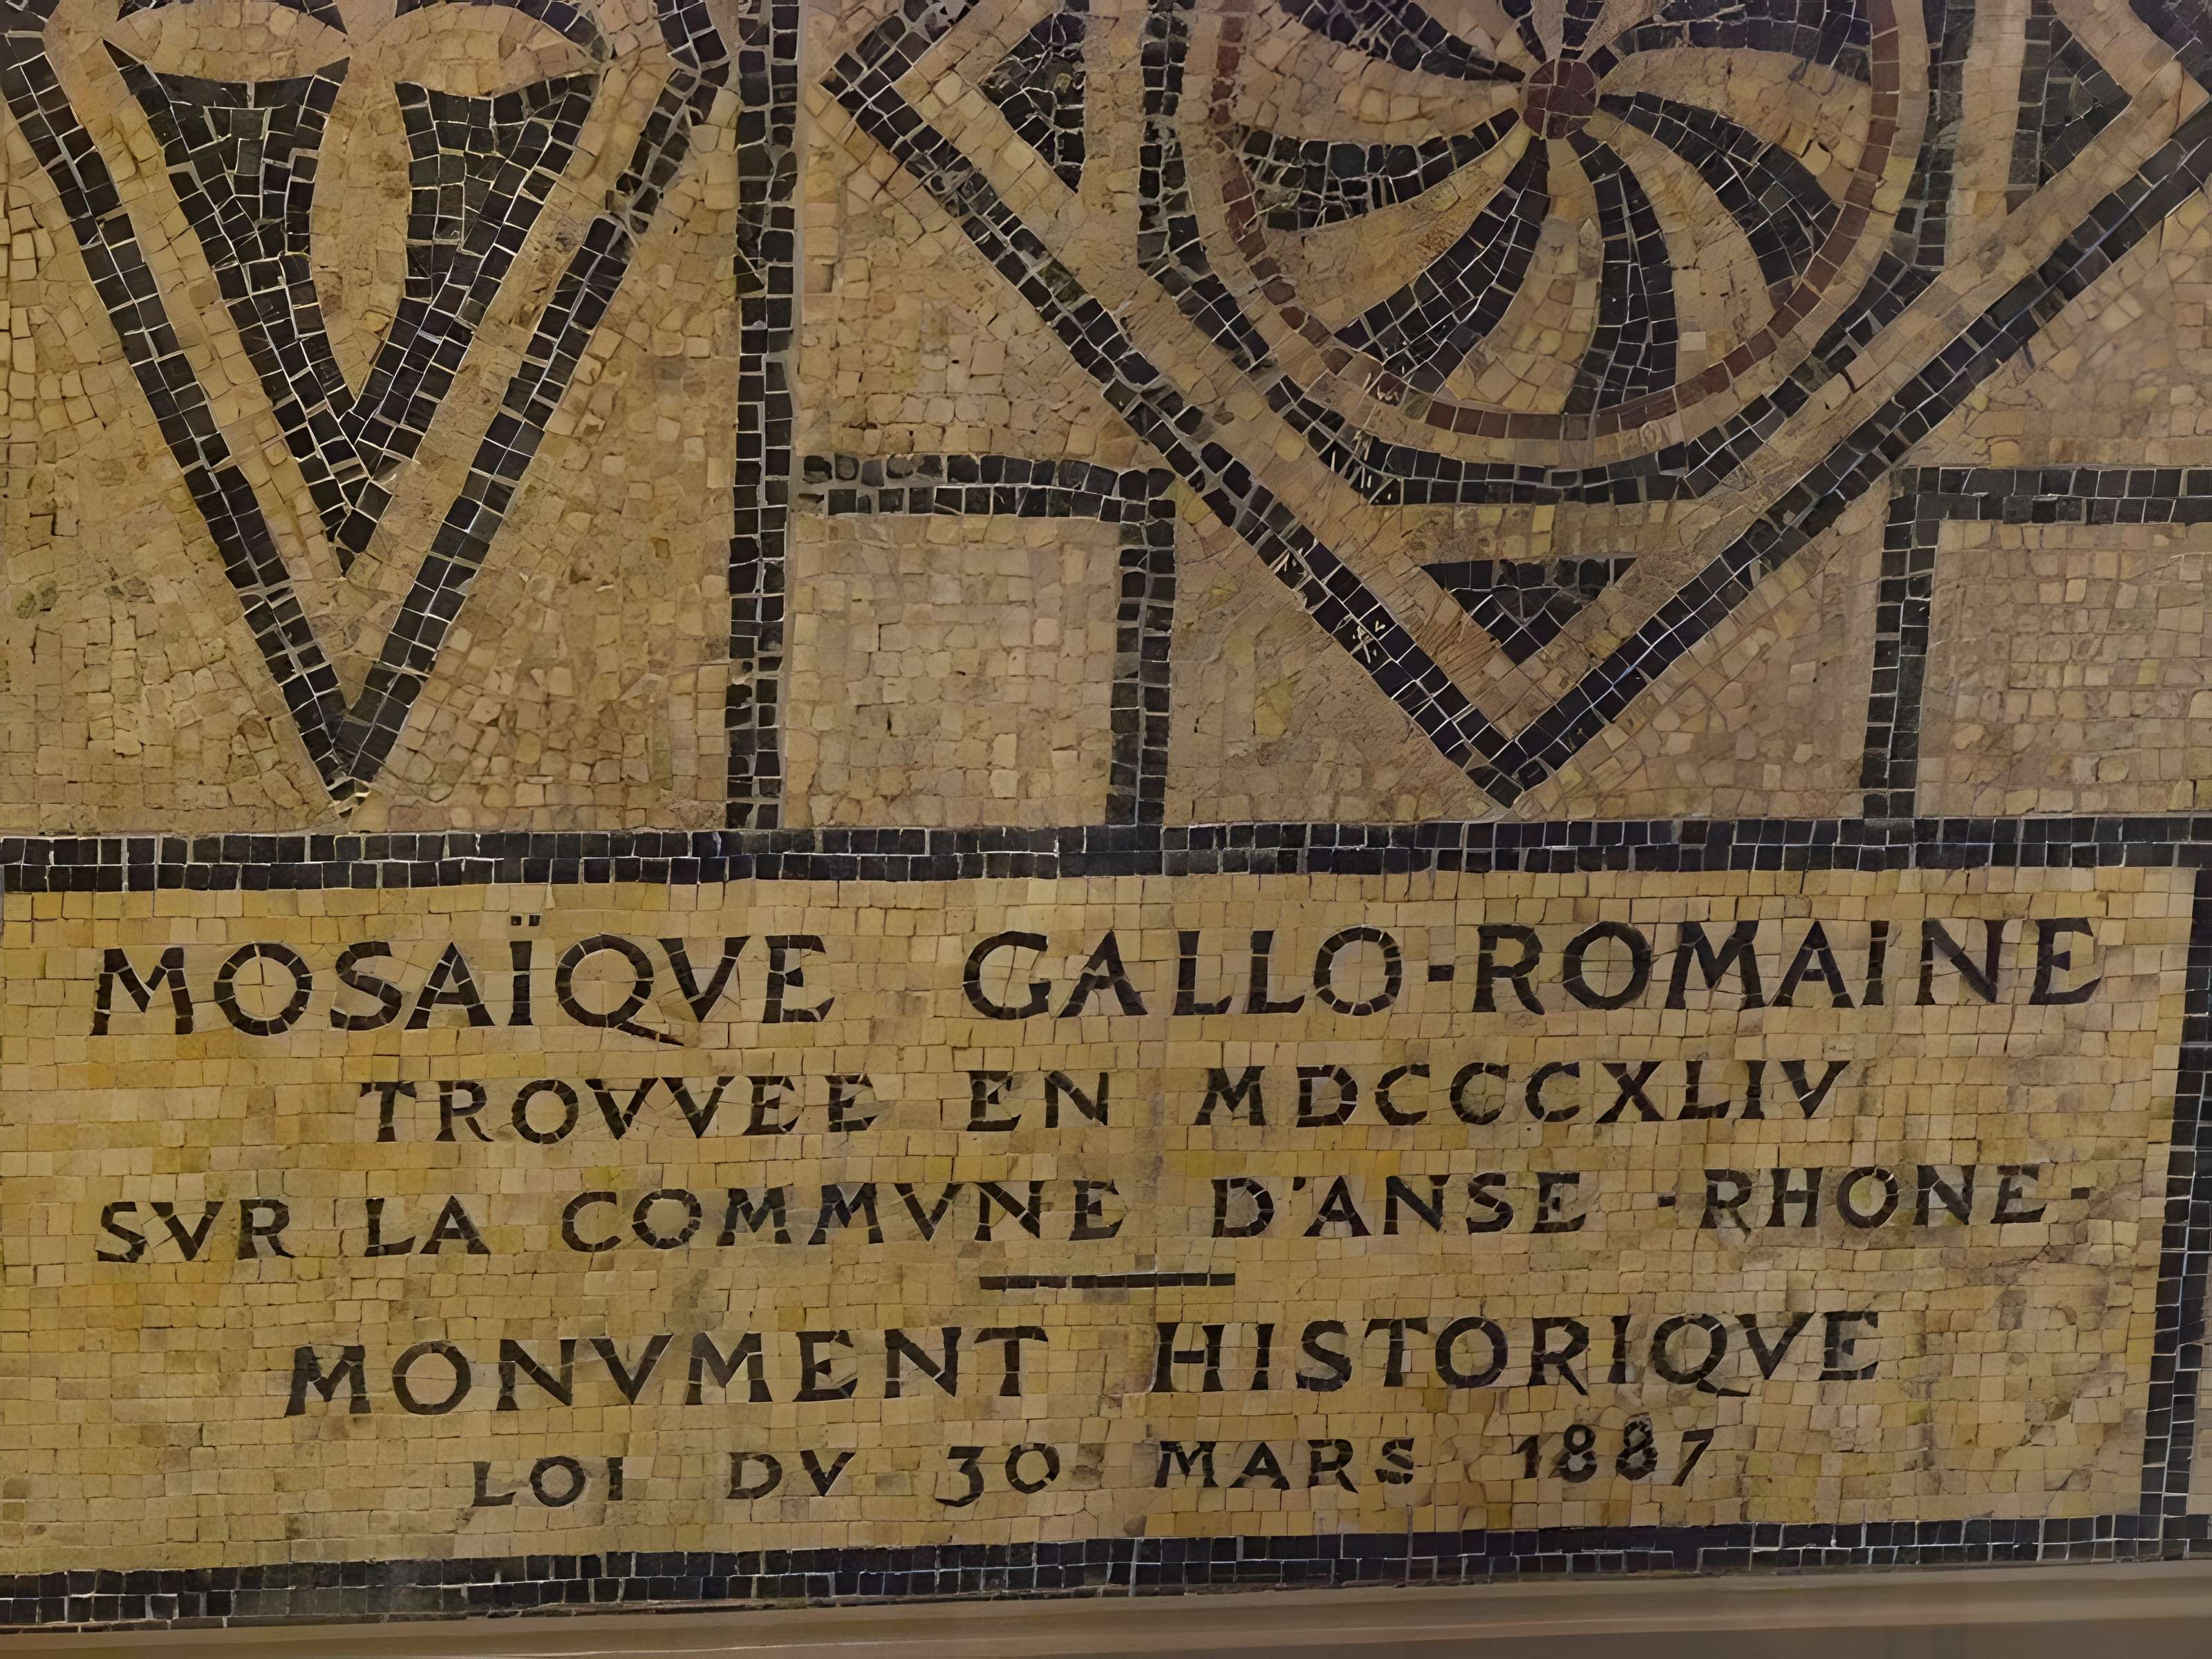 MOSAÏQVE GALLO-ROMAINE
TROVVEE EN MDCCCXLIV
SVR LA COMMVNE D'ANSE -RHONE-
MONVMENT HISTORIQVE
LOI DV 30 MARS 1887